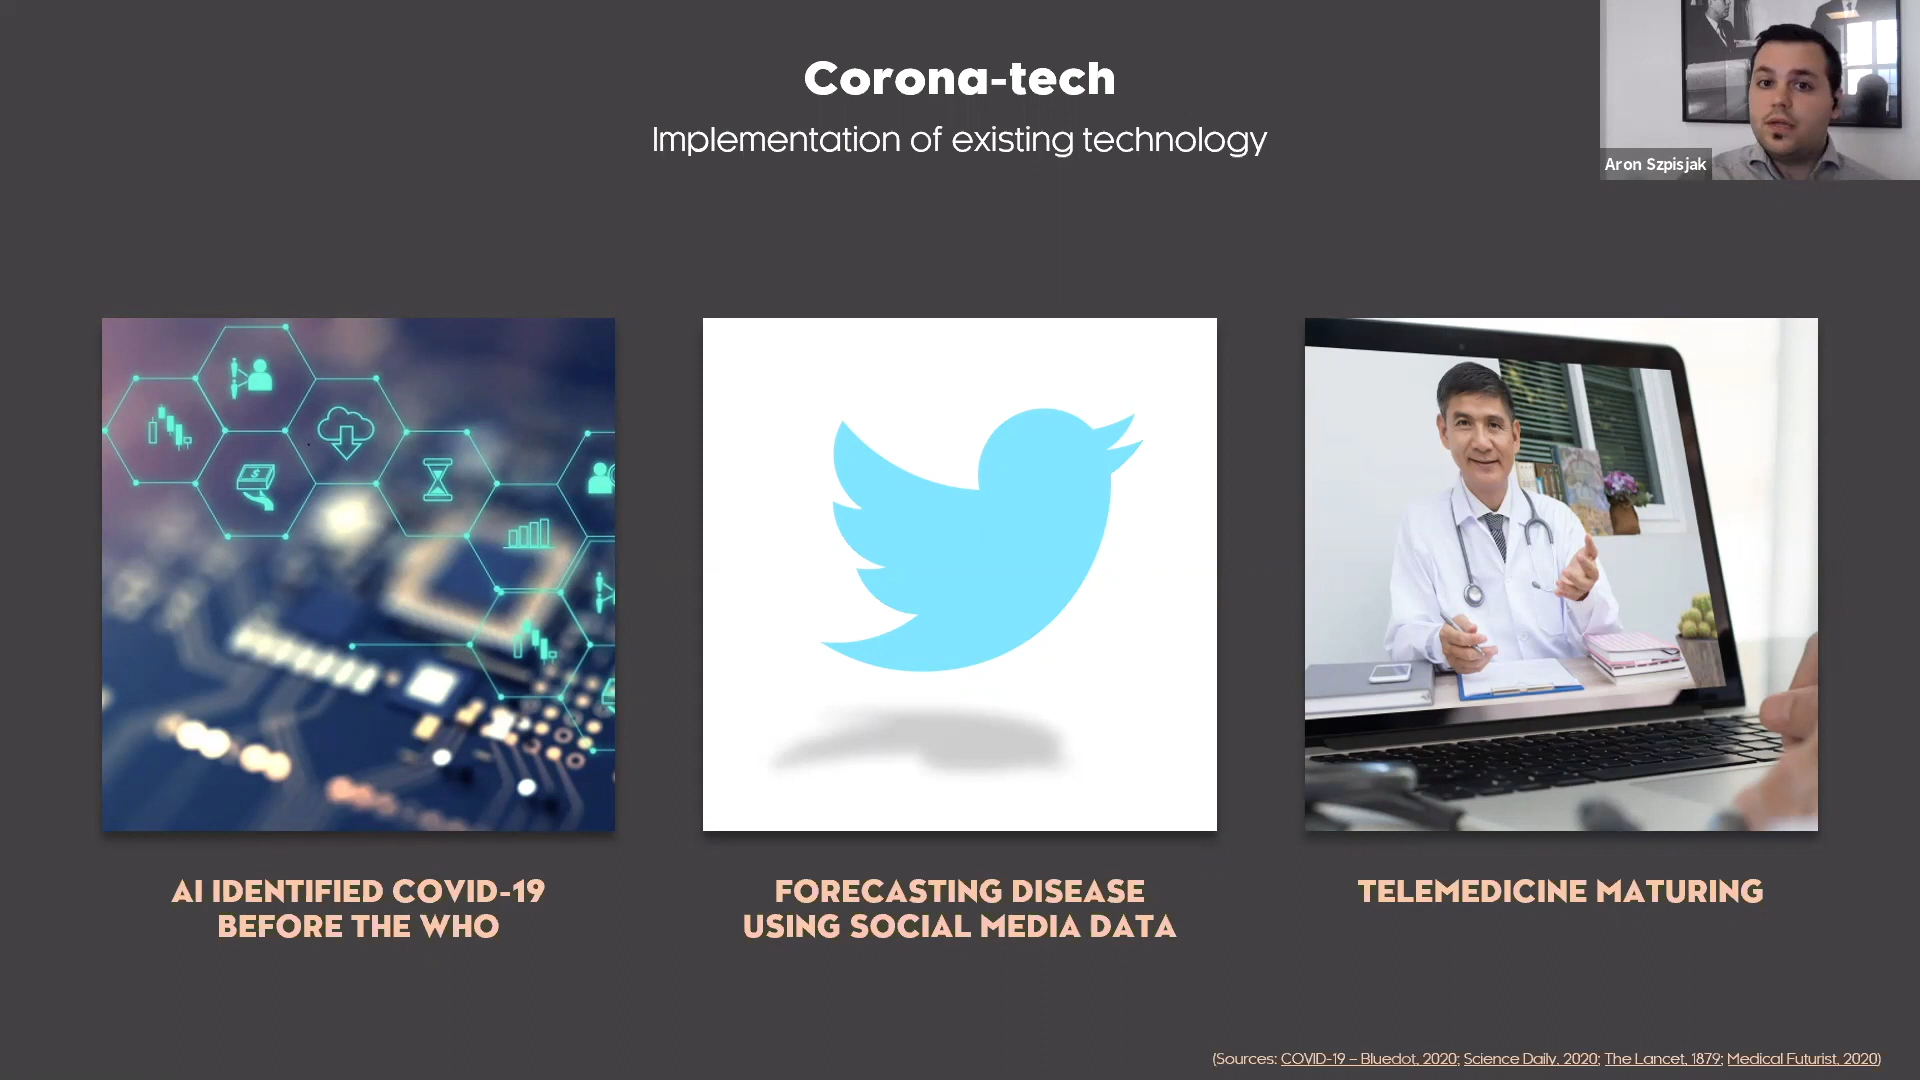 Corona-tech
Implementation of existing technology
Aron Szpisjak
AI IDENTIFIED COVID-19
BEFORE THE WHO
FORECASTING DISEASE
USING SOCIAL MEDIA DATA
TELEMEDICINE MATURING
(Sources: COVID-19 – Bluedot, 2020; Science Daily, 2020; The Lancet, 1879; Medical Futurist, 2020)